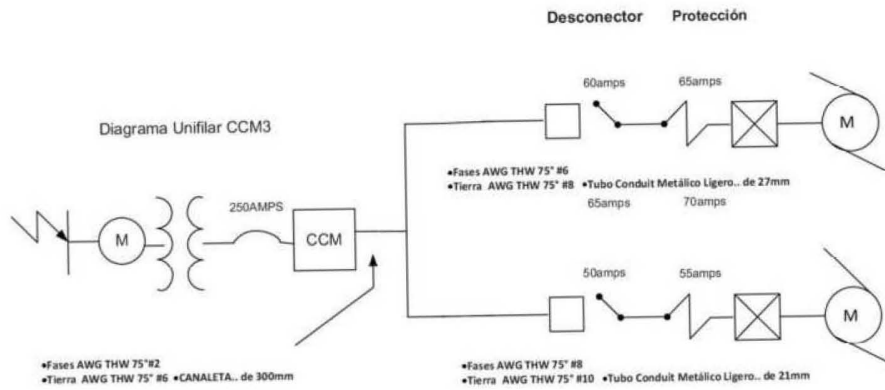 Desconector Protección
60amps 65amps
Diagrama Unifilar CCM3
M
•Fases AWG THW 75° #6
•Tierra AWG THW 75° #8 •Tubo Conduit Metálico Ligero.. de 27mm
65amps 70amps
250AMPS
M
CCM
50amps 55amps
M
•Fases AWG THW 75°#2
•Tierra AWG THW 75° #6 •CANALETA.. de 300mm
•Fases AWG THW 75° #8
•Tierra AWG THW 75° #10 •Tubo Conduit Metálico Ligero.. de 21mm